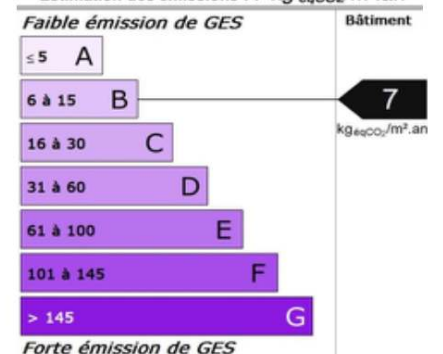 Faible émission de GES
Bâtiment
≤ 5 A
6 à 15 B
7
kgéqCO₂/m².an
16 à 30 C
31 à 60 D
61 à 100 E
101 à 145 F
> 145 G
Forte émission de GES